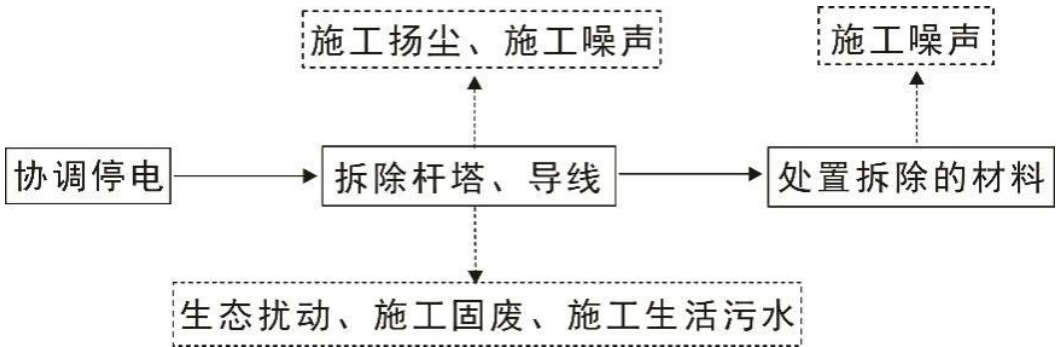 施工扬尘、施工噪声
施工噪声
协调停电
拆除杆塔、导线
处置拆除的材料
生态扰动、施工固废、施工生活污水